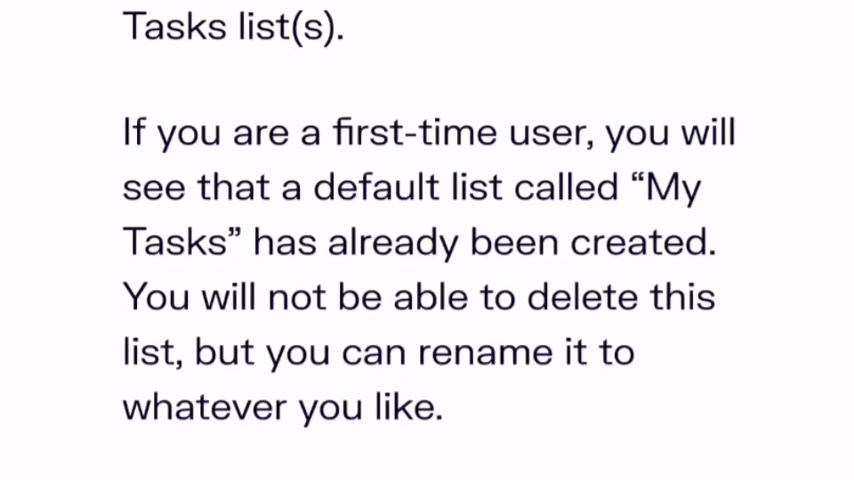 Tasks list(s).
If you are a first-time user, you will
see that a default list called “My
Tasks” has already been created.
You will not be able to delete this
list, but you can rename it to
whatever you like.